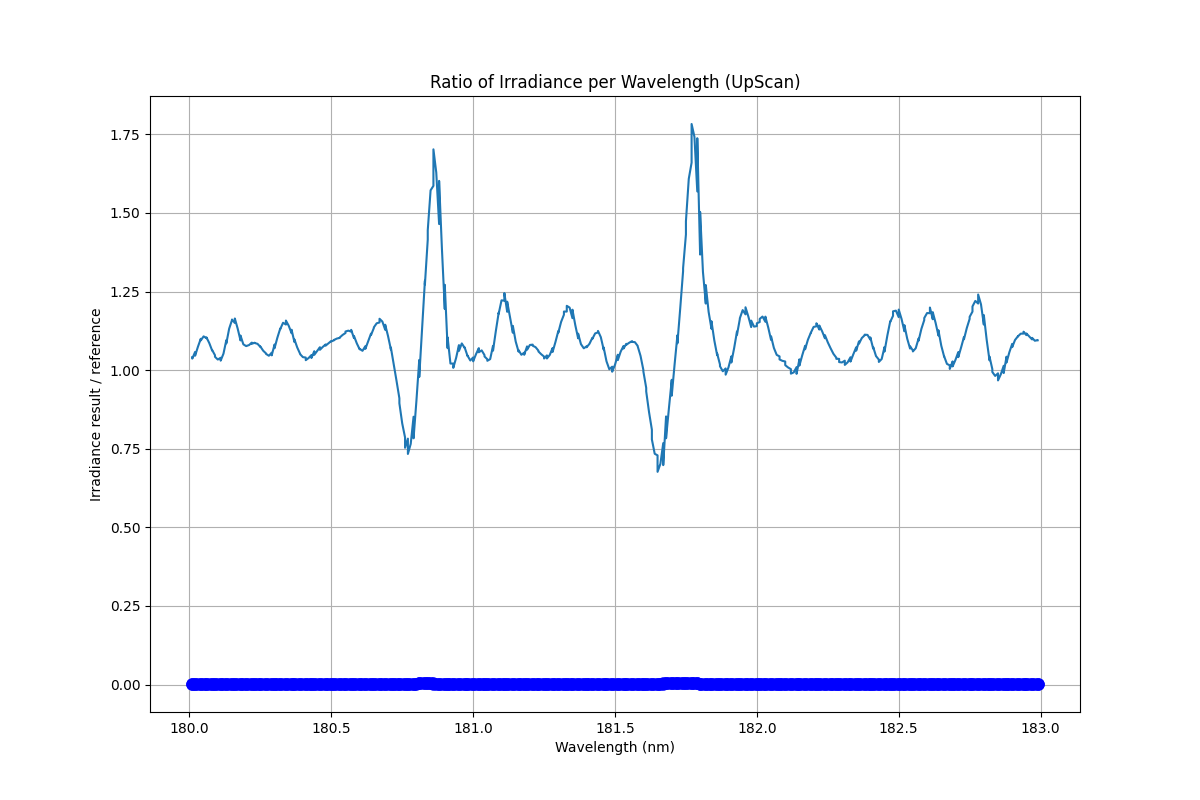 Ratio of Irradiance per Wavelength (UpScan)
Irradiance result / reference
1.75
1.50
1.25
1.00
0.75
0.50
0.25
0.00
180.0 180.5 181.0 181.5 182.0 182.5 183.0
Wavelength (nm)